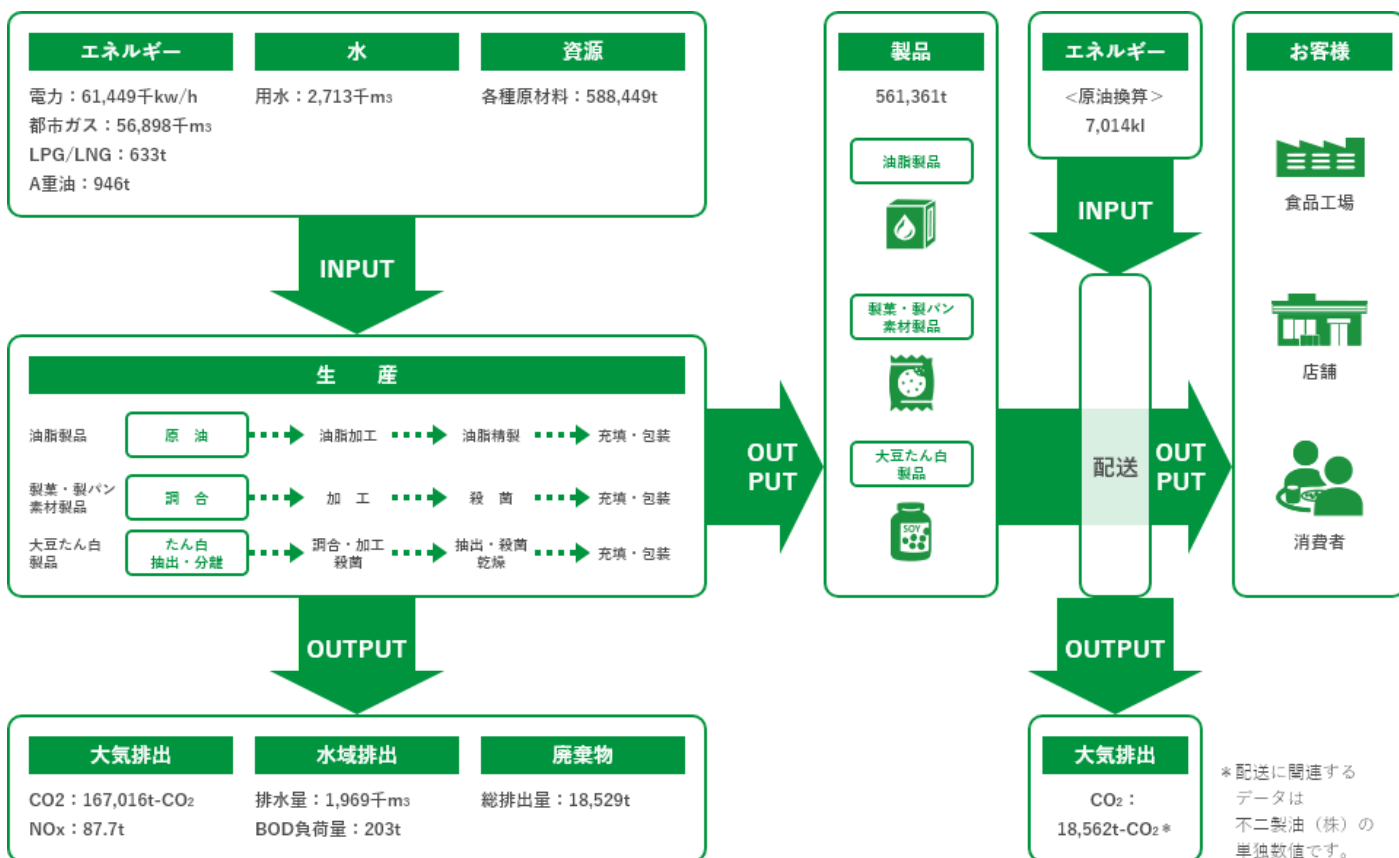 エネルギー
電力：61,449千kw/h
都市ガス：56,898千m3
LPG/LNG：633t
A重油：946t
水
用水：2,713千m3
資源
各種原材料：588,449t
INPUT
生 産
油脂製品 原 油 油脂加工 油脂精製 充填・包装
製菓・製パン
素材製品
調 合 加 工 殺 菌 充填・包装
大豆たん白
製品
たん白
抽出・分離
調合・加工
殺菌
抽出・殺菌
乾燥
充填・包装
OUTPUT
大気排出
CO2：167,016t-CO2
NOx：87.7t
水域排出
排水量：1,969千m3
BOD負荷量：203t
廃棄物
総排出量：18,529t
OUT
PUT
製品
561,361t
油脂製品
製菓・製パン
素材製品
大豆たん白
製品
SOY
エネルギー
＜原油換算＞
7,014kl
INPUT
配送
OUT
PUT
OUTPUT
大気排出
CO2：
18,562t-CO2＊
お客様
食品工場
店舗
消費者
＊配送に関連する
データは
不二製油（株）の
単独数値です。